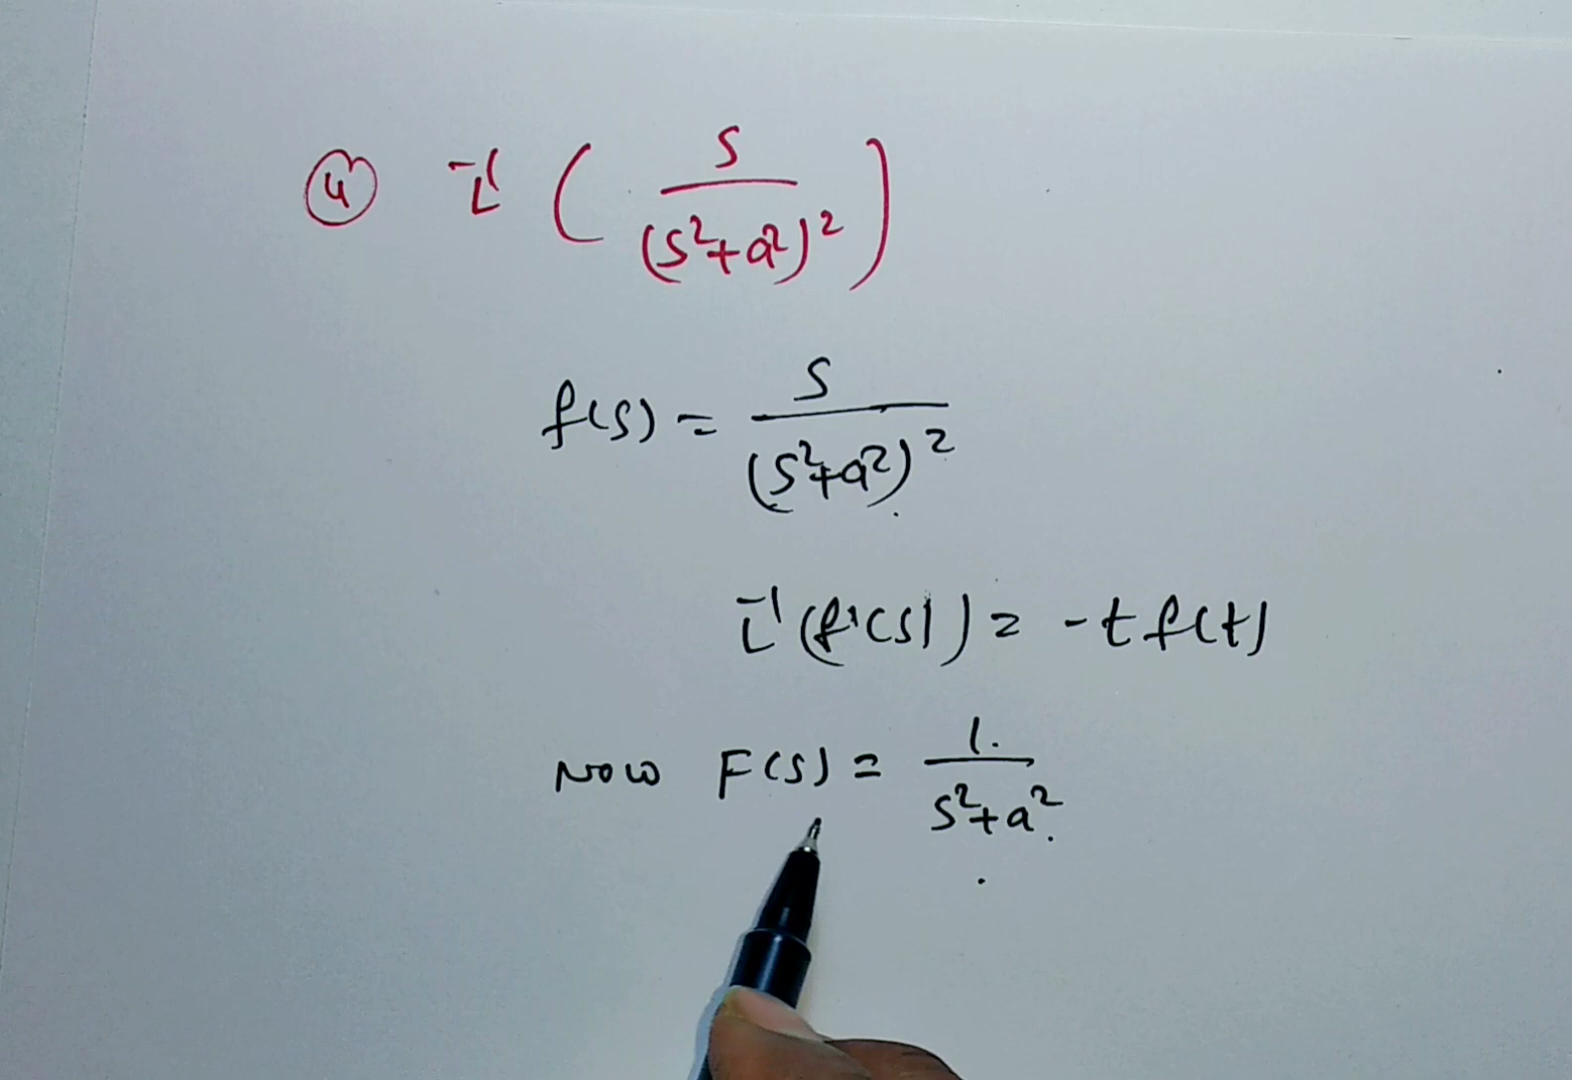 ④ L⁻¹ ( s / (s²+a²)² )
f(s) = s / (s²+a²)²
L⁻¹(f'(s)) = -t f(t)
Now F(s) = 1. / s²+a².